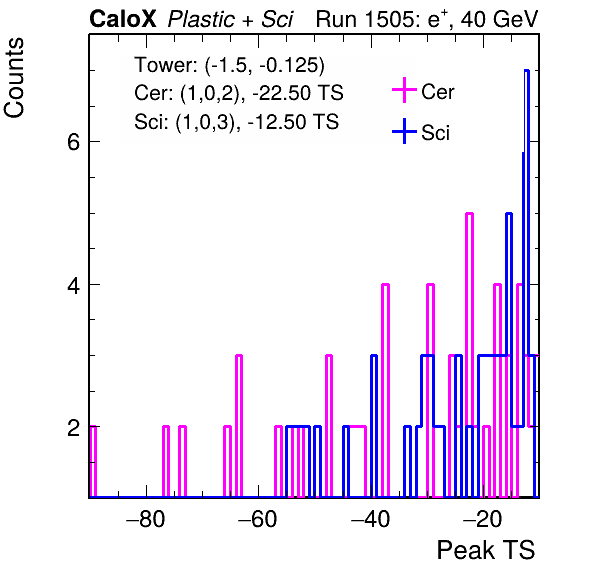 CaloX Plastic + Sci Run 1505: e⁺, 40 GeV
Counts
Tower: (-1.5, -0.125)
Cer: (1,0,2), -22.50 TS
Sci: (1,0,3), -12.50 TS
Cer
Sci
6
4
2
−80 −60 −40 −20
Peak TS